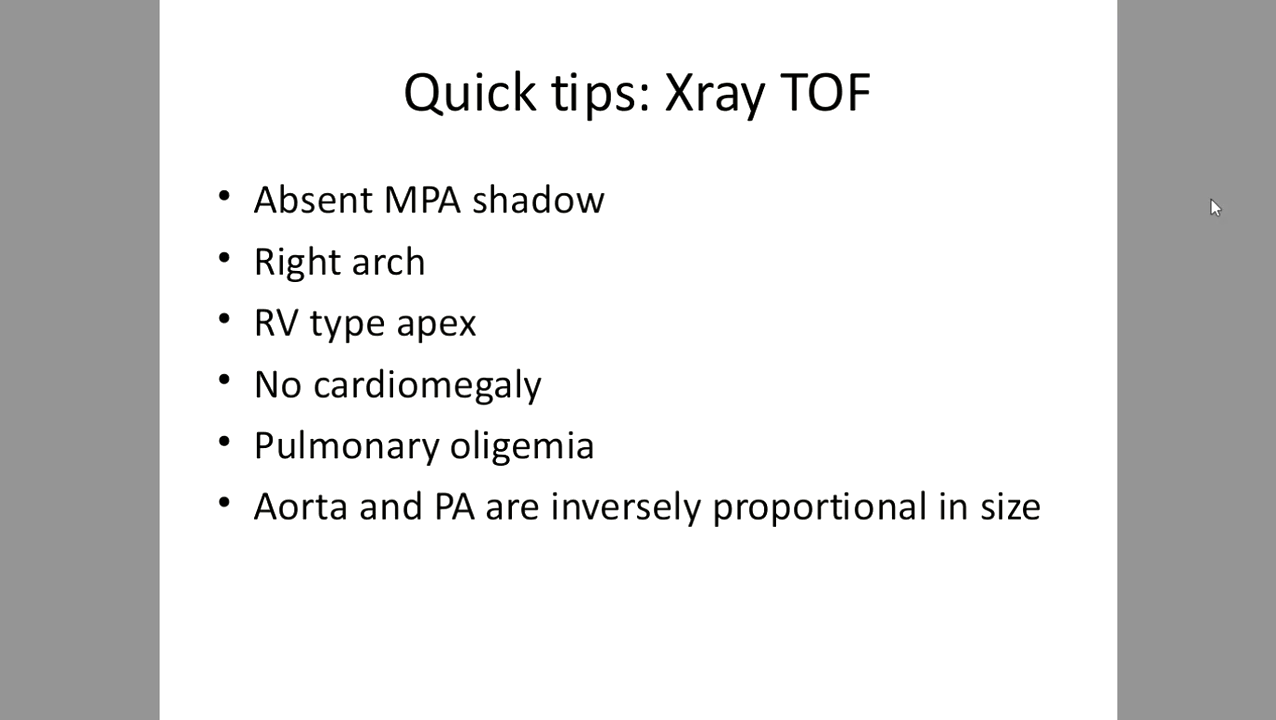 Quick tips: Xray TOF
• Absent MPA shadow
• Right arch
• RV type apex
• No cardiomegaly
• Pulmonary oligemia
• Aorta and PA are inversely proportional in size